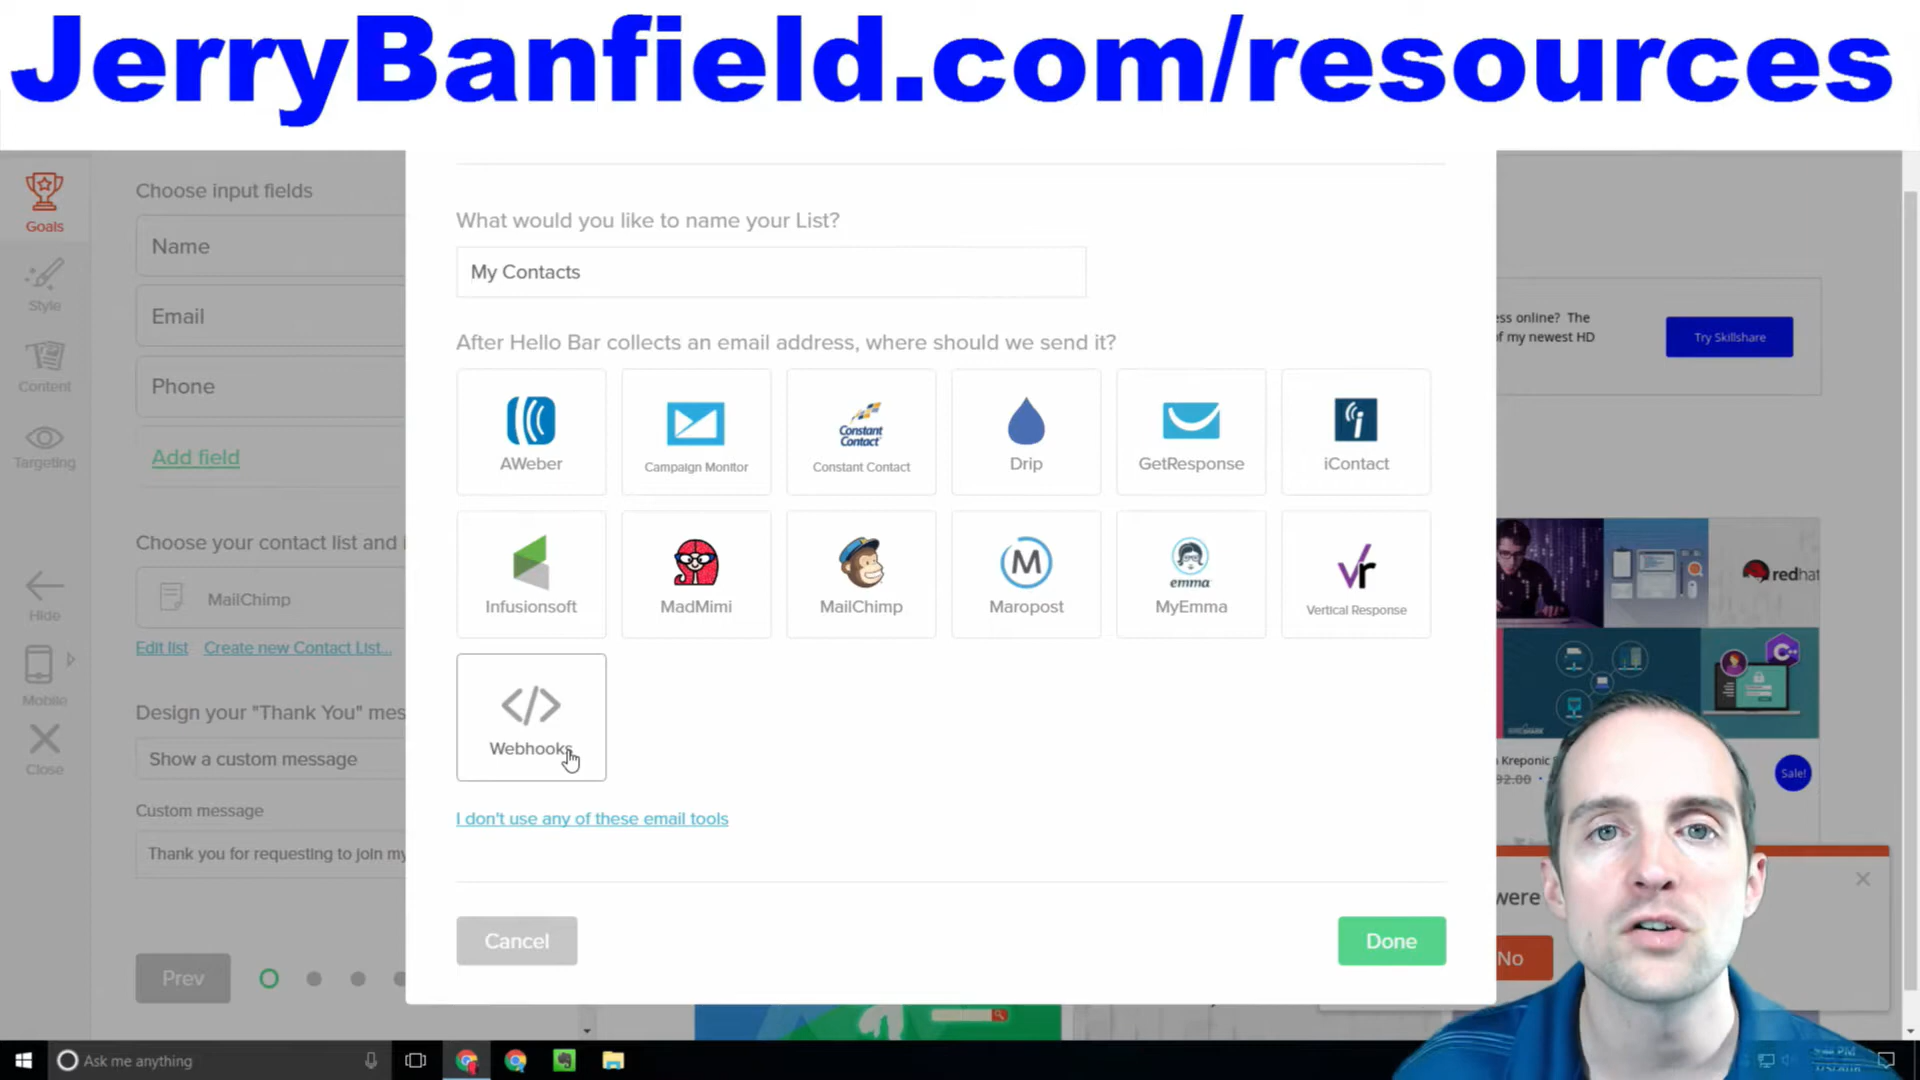 JerryBanfield.com/resources
Goals
Style
Content
Targeting
Hide
Mobile
Close
Choose input fields
Name
Email
Phone
Add field
Choose your contact list and
MailChimp
Edit list
Create new Contact List...
Design your "Thank You" mes
Show a custom message
Custom message
Thank you for requesting to join my
Prev
What would you like to name your List?
My Contacts
After Hello Bar collects an email address, where should we send it?
AWeber
Campaign Monitor
Constant Contact
Constant Contact
Drip
GetResponse
iContact
Infusionsoft
MadMimi
MailChimp
M
Maropost
emma
MyEmma
vr
Vertical Response
</>
Webhooks
I don't use any of these email tools
Cancel
Done
ess online? The
of my newest HD
Try Skillshare
redhat
Kreponic
92.00
Sale!
were
No
Ask me anything